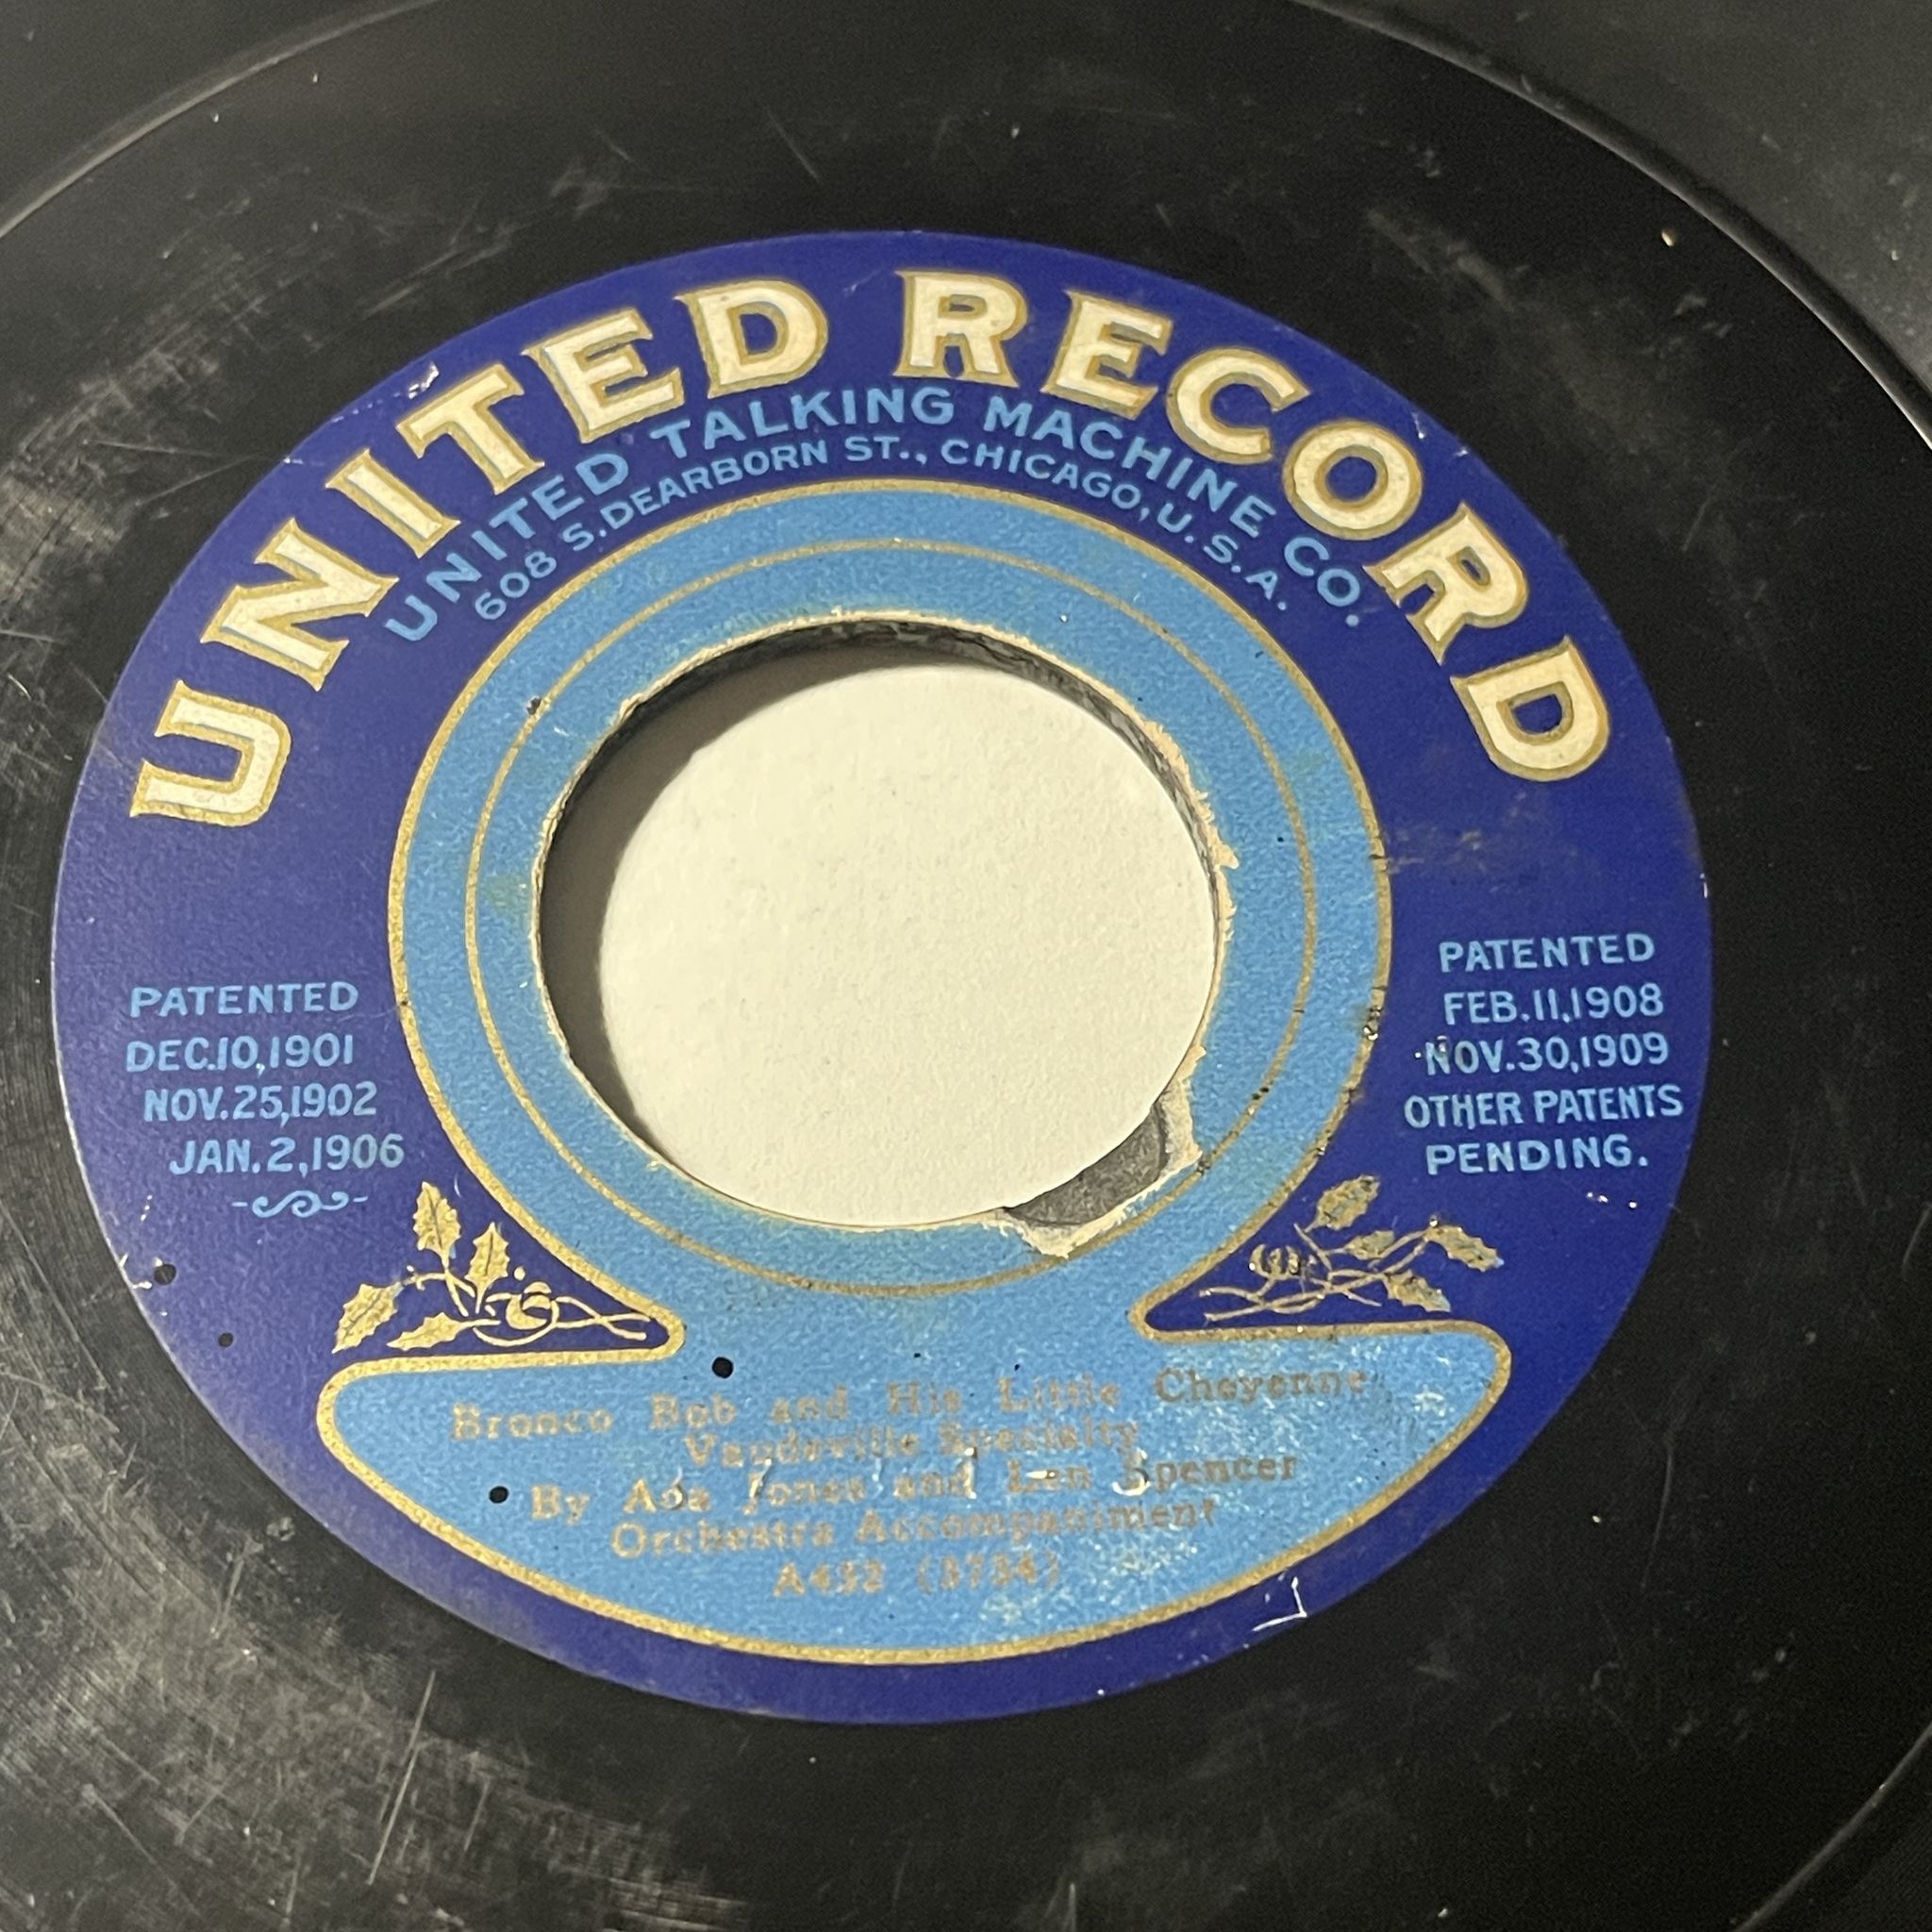 UNITED RECORD
UNITED TALKING MACHINE CO.
608 S. DEARBORN ST., CHICAGO, U.S.A.
PATENTED
DEC.10,1901
NOV.25,1902
JAN.2,1906
PATENTED
FEB.11,1908
NOV.30,1909
OTHER PATENTS
PENDING.
Bronco Bob and His Little Cheyenne
Vaudeville Specialty
By Ada Jones and Len Spencer
Orchestra Accompaniment
A432 (3734)